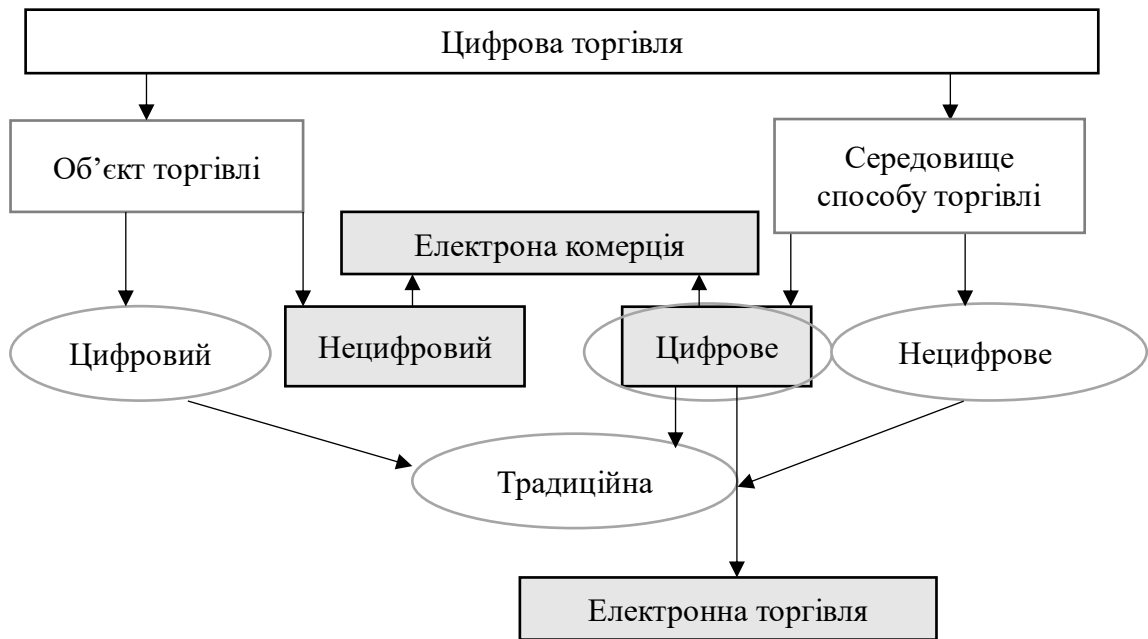 Цифрова торгівля
Об’єкт торгівлі
Середовище
способу торгівлі
Електрона комерція
Цифровий
Нецифровий
Цифрове
Нецифрове
Традиційна
Електронна торгівля